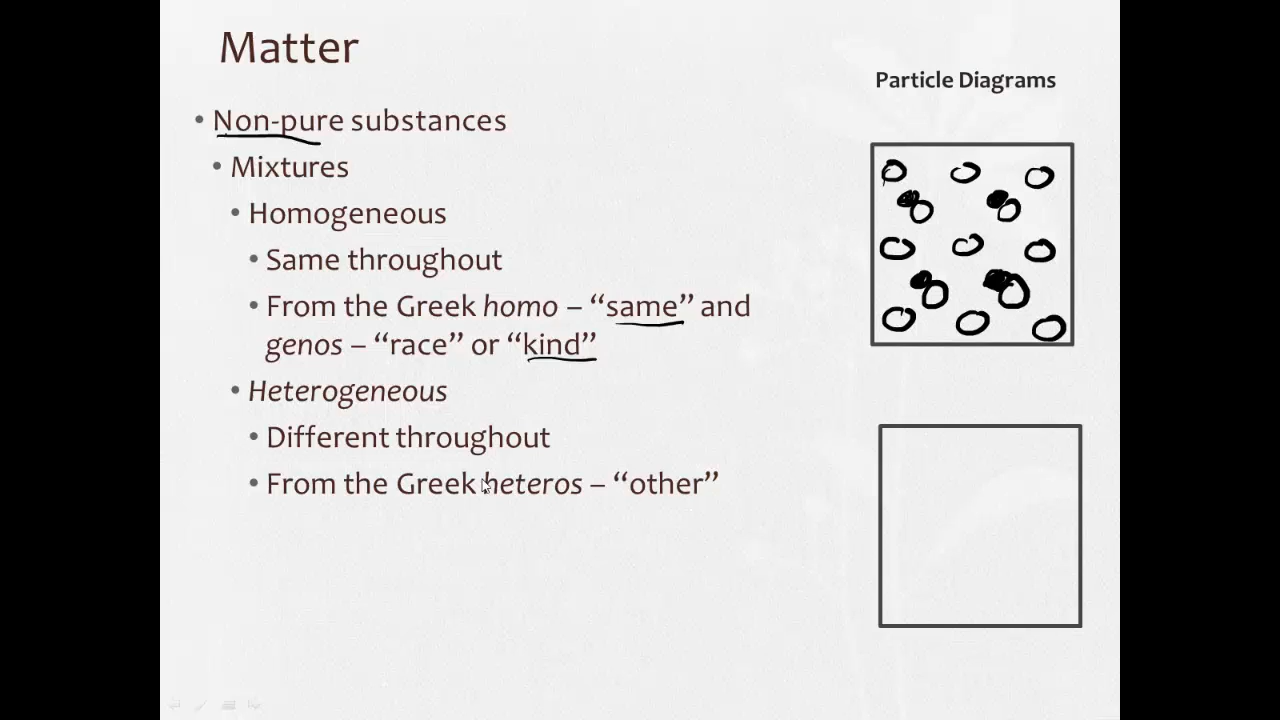 Matter
Particle Diagrams
• Non-pure substances
• Mixtures
• Homogeneous
• Same throughout
• From the Greek homo – “same” and
genos – “race” or “kind”
• Heterogeneous
• Different throughout
• From the Greek heteros – “other”